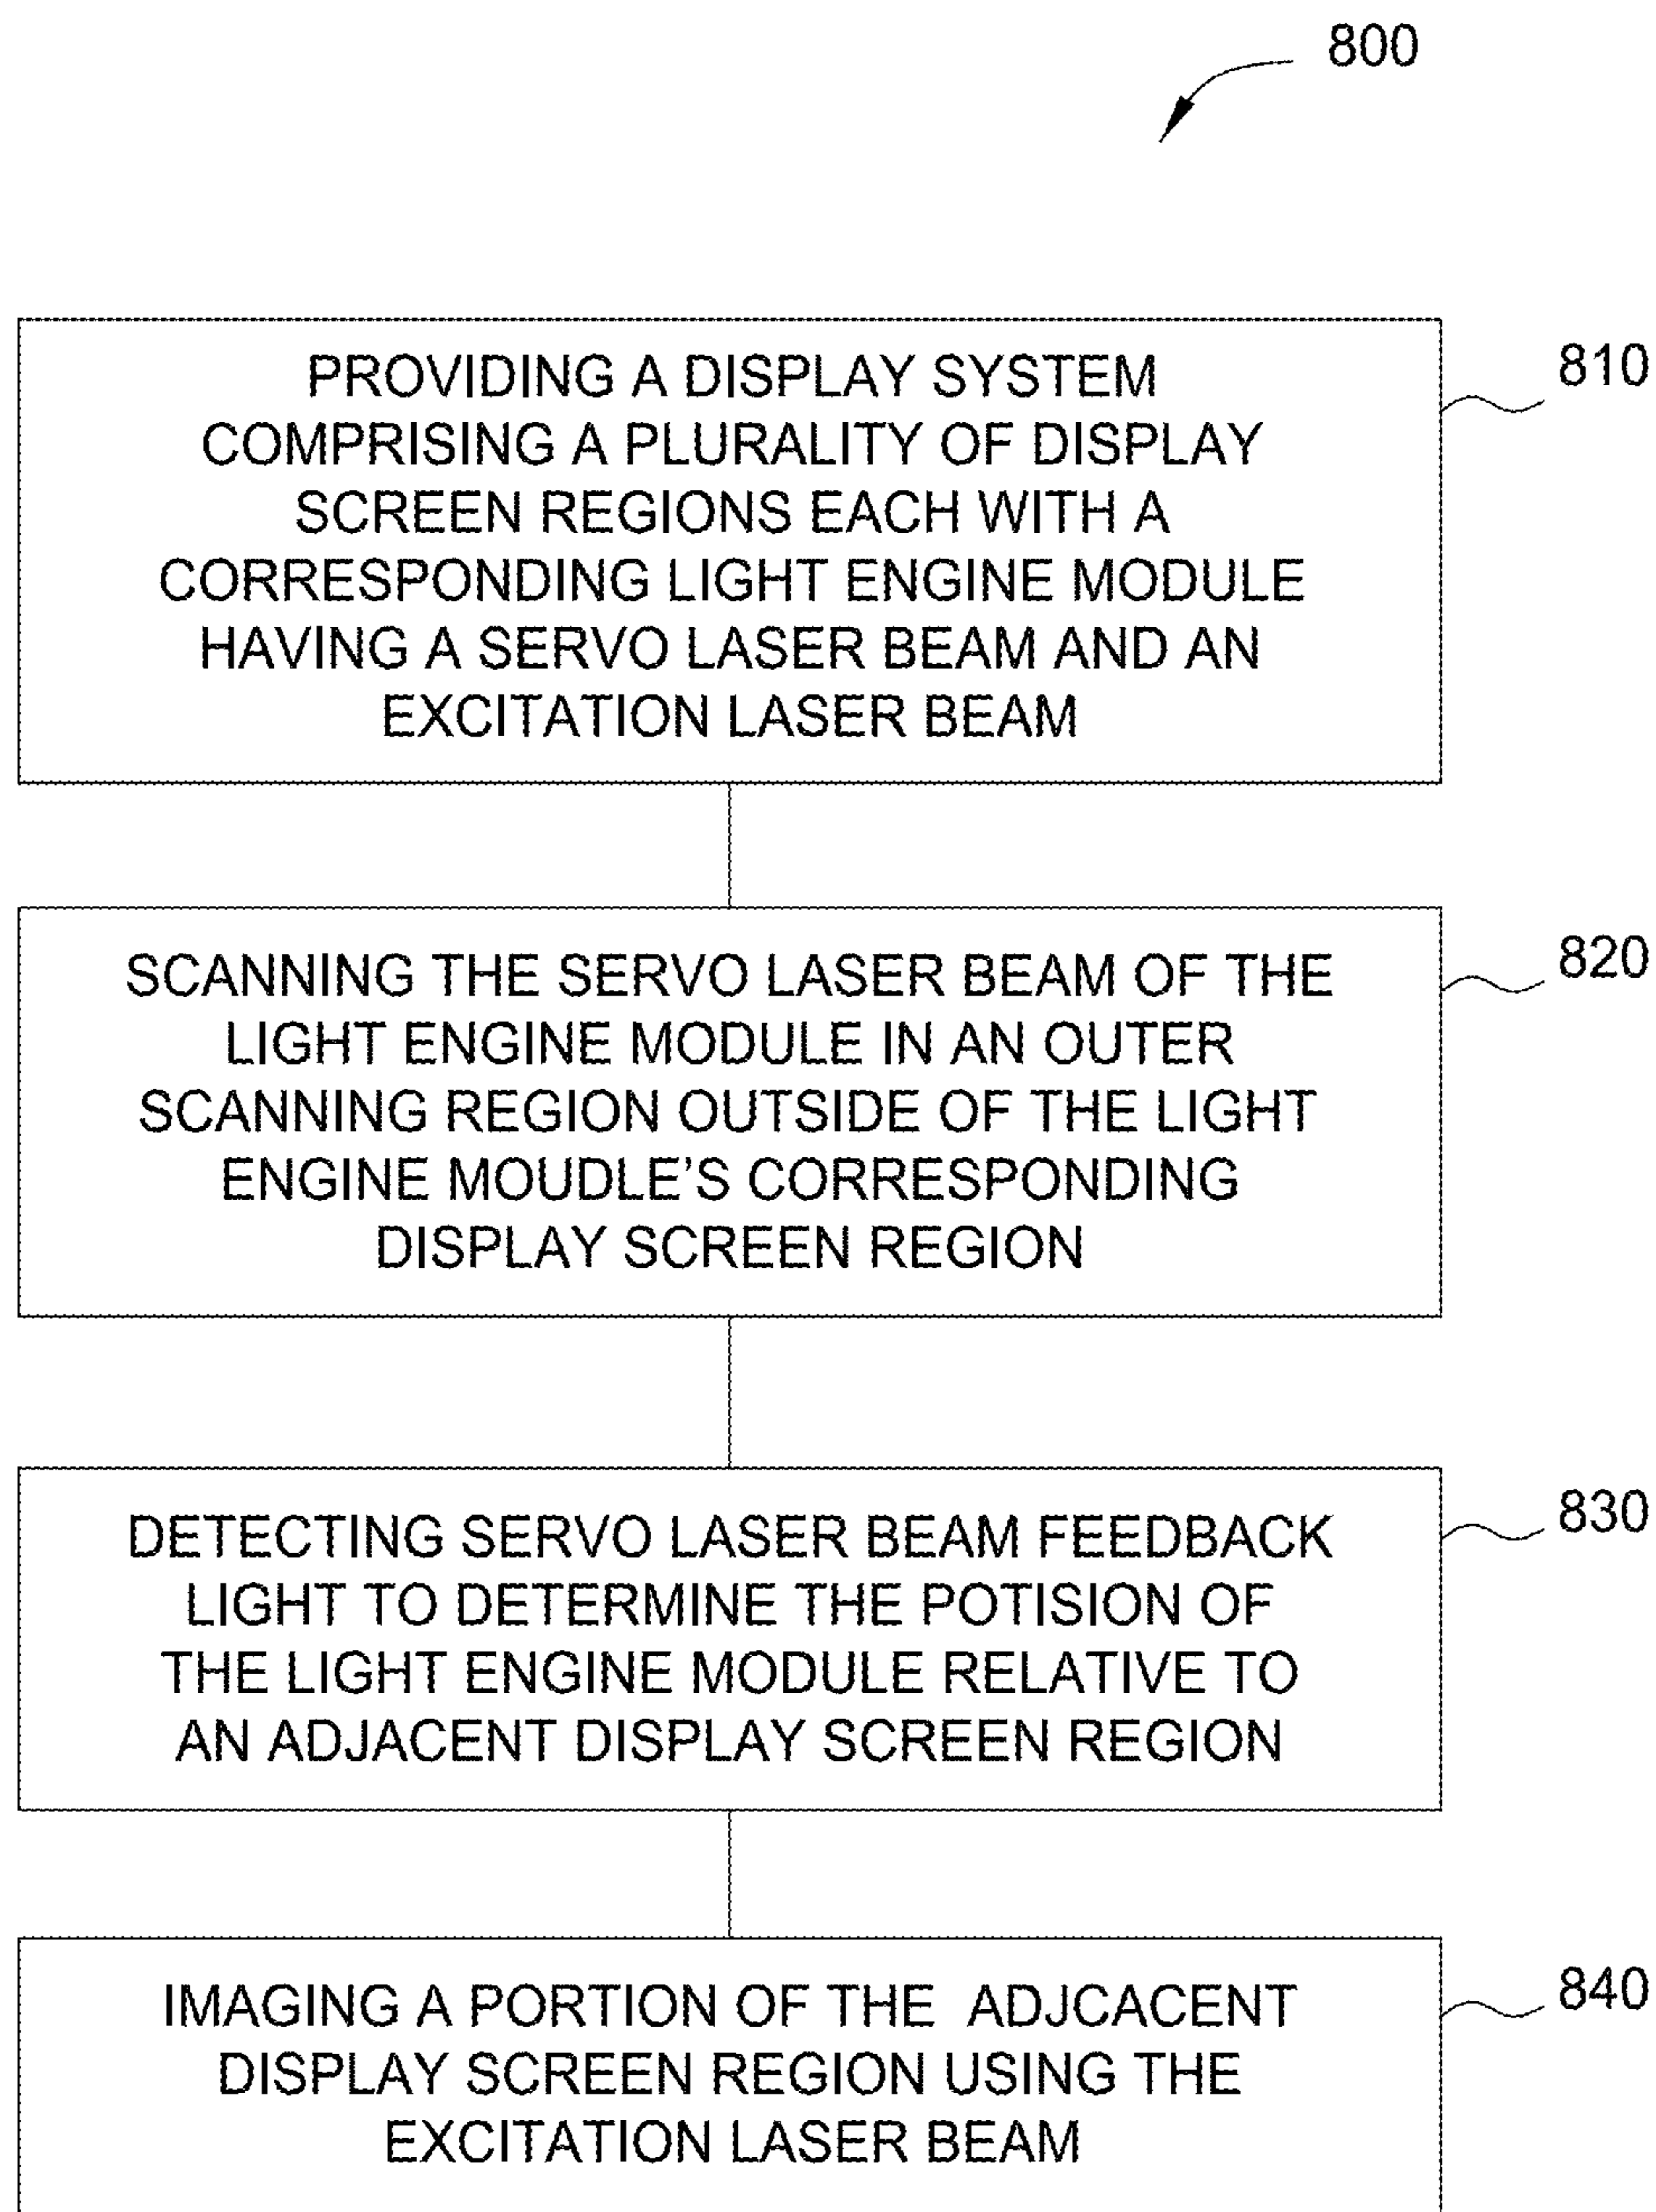 800
PROVIDING A DISPLAY SYSTEM
COMPRISING A PLURALITY OF DISPLAY
SCREEN REGIONS EACH WITH A
CORRESPONDING LIGHT ENGINE MODULE
HAVING A SERVO LASER BEAM AND AN
EXCITATION LASER BEAM
810
SCANNING THE SERVO LASER BEAM OF THE
LIGHT ENGINE MODULE IN AN OUTER
SCANNING REGION OUTSIDE OF THE LIGHT
ENGINE MOUDLE'S CORRESPONDING
DISPLAY SCREEN REGION
820
DETECTING SERVO LASER BEAM FEEDBACK
LIGHT TO DETERMINE THE POTISION OF
THE LIGHT ENGINE MODULE RELATIVE TO
AN ADJACENT DISPLAY SCREEN REGION
830
IMAGING A PORTION OF THE ADJCACENT
DISPLAY SCREEN REGION USING THE
EXCITATION LASER BEAM
840